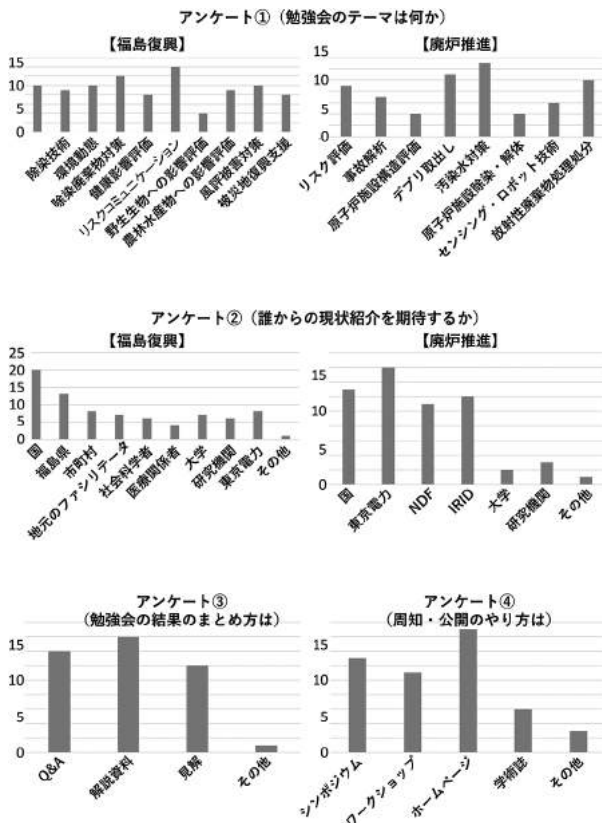 アンケート①（勉強会のテーマは何か）
【福島復興】
【廃炉推進】
15
10
5
0
除染技術
環境動態
除染廃棄物対策
健康影響評価
リスクコミュニケーション
野生生物への影響評価
農林水産物への影響評価
風評被害対策
被災地復興支援
15
10
5
0
リスク評価
事故解析
原子炉施設構造評価
デブリ取出し
汚染水対策
原子炉施設除染・解体
センシング・ロボット技術
放射性廃棄物処理処分
アンケート②（誰からの現状紹介を期待するか）
【福島復興】
【廃炉推進】
25
20
15
10
5
0
国
福島県
市町村
地元のファシリテータ
社会科学者
医療関係者
大学
研究機関
東京電力
その他
15
10
5
0
国
東京電力
NDF
IRID
大学
研究機関
その他
アンケート③
（勉強会の結果のまとめ方は）
15
10
5
0
Q&A
解説資料
見解
その他
アンケート④
（周知・公開のやり方は）
15
10
5
0
シンポジウム
ワークショップ
ホームページ
学術誌
その他